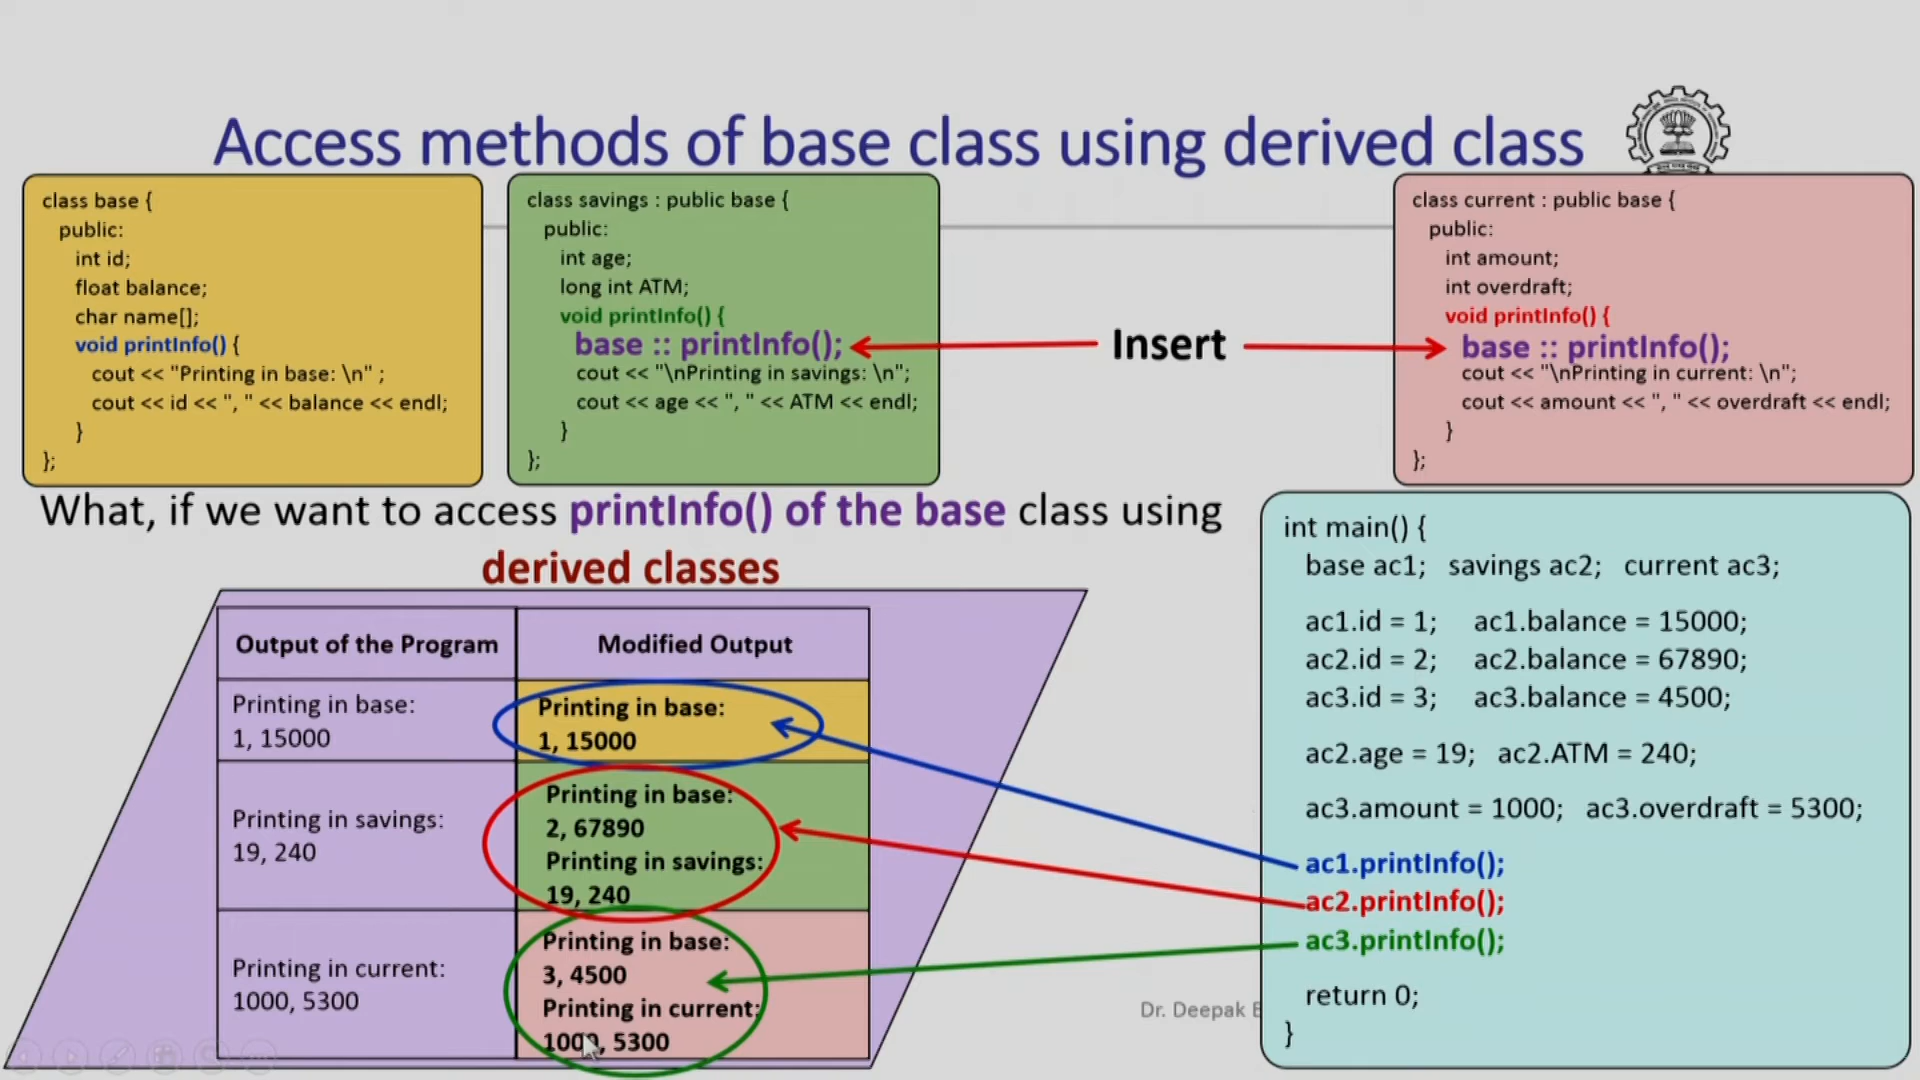 Access methods of base class using derived class
class base {
public:
int id;
float balance;
char name[];
void printInfo() {
cout << "Printing in base: \n" ;
cout << id << ", " << balance << endl;
}
};
class savings : public base {
public:
int age;
long int ATM;
void printInfo() {
base :: printInfo();
cout << "\nPrinting in savings: \n";
cout << age << ", " << ATM << endl;
}
};
Insert
class current : public base {
public:
int amount;
int overdraft;
void printInfo() {
base :: printInfo();
cout << "\nPrinting in current: \n";
cout << amount << ", " << overdraft << endl;
}
};
What, if we want to access printInfo() of the base class using
derived classes
Output of the Program
Modified Output
Printing in base:
1, 15000
Printing in base:
1, 15000
Printing in savings:
19, 240
Printing in base:
2, 67890
Printing in savings:
19, 240
Printing in current:
1000, 5300
Printing in base:
3, 4500
Printing in current:
1000, 5300
int main() {
base ac1; savings ac2; current ac3;
ac1.id = 1; ac1.balance = 15000;
ac2.id = 2; ac2.balance = 67890;
ac3.id = 3; ac3.balance = 4500;
ac2.age = 19; ac2.ATM = 240;
ac3.amount = 1000; ac3.overdraft = 5300;
ac1.printInfo();
ac2.printInfo();
ac3.printInfo();
return 0;
}
Dr. Deepak